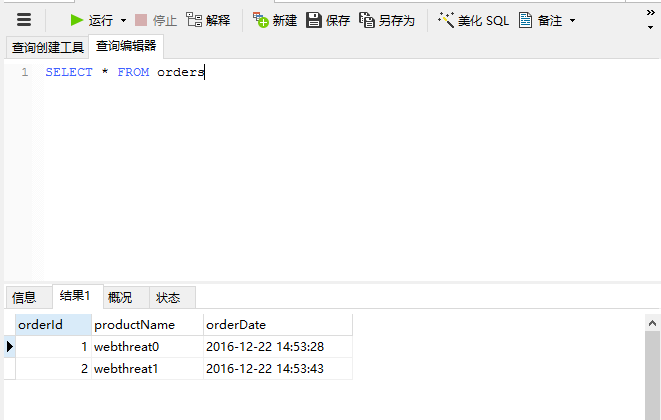 运行 停止 解释 新建 保存 另存为 美化 SQL 备注
查询创建工具 查询编辑器
1 SELECT * FROM orders
信息 结果1 概况 状态
orderId productName orderDate
1 webthreat0 2016-12-22 14:53:28
2 webthreat1 2016-12-22 14:53:43